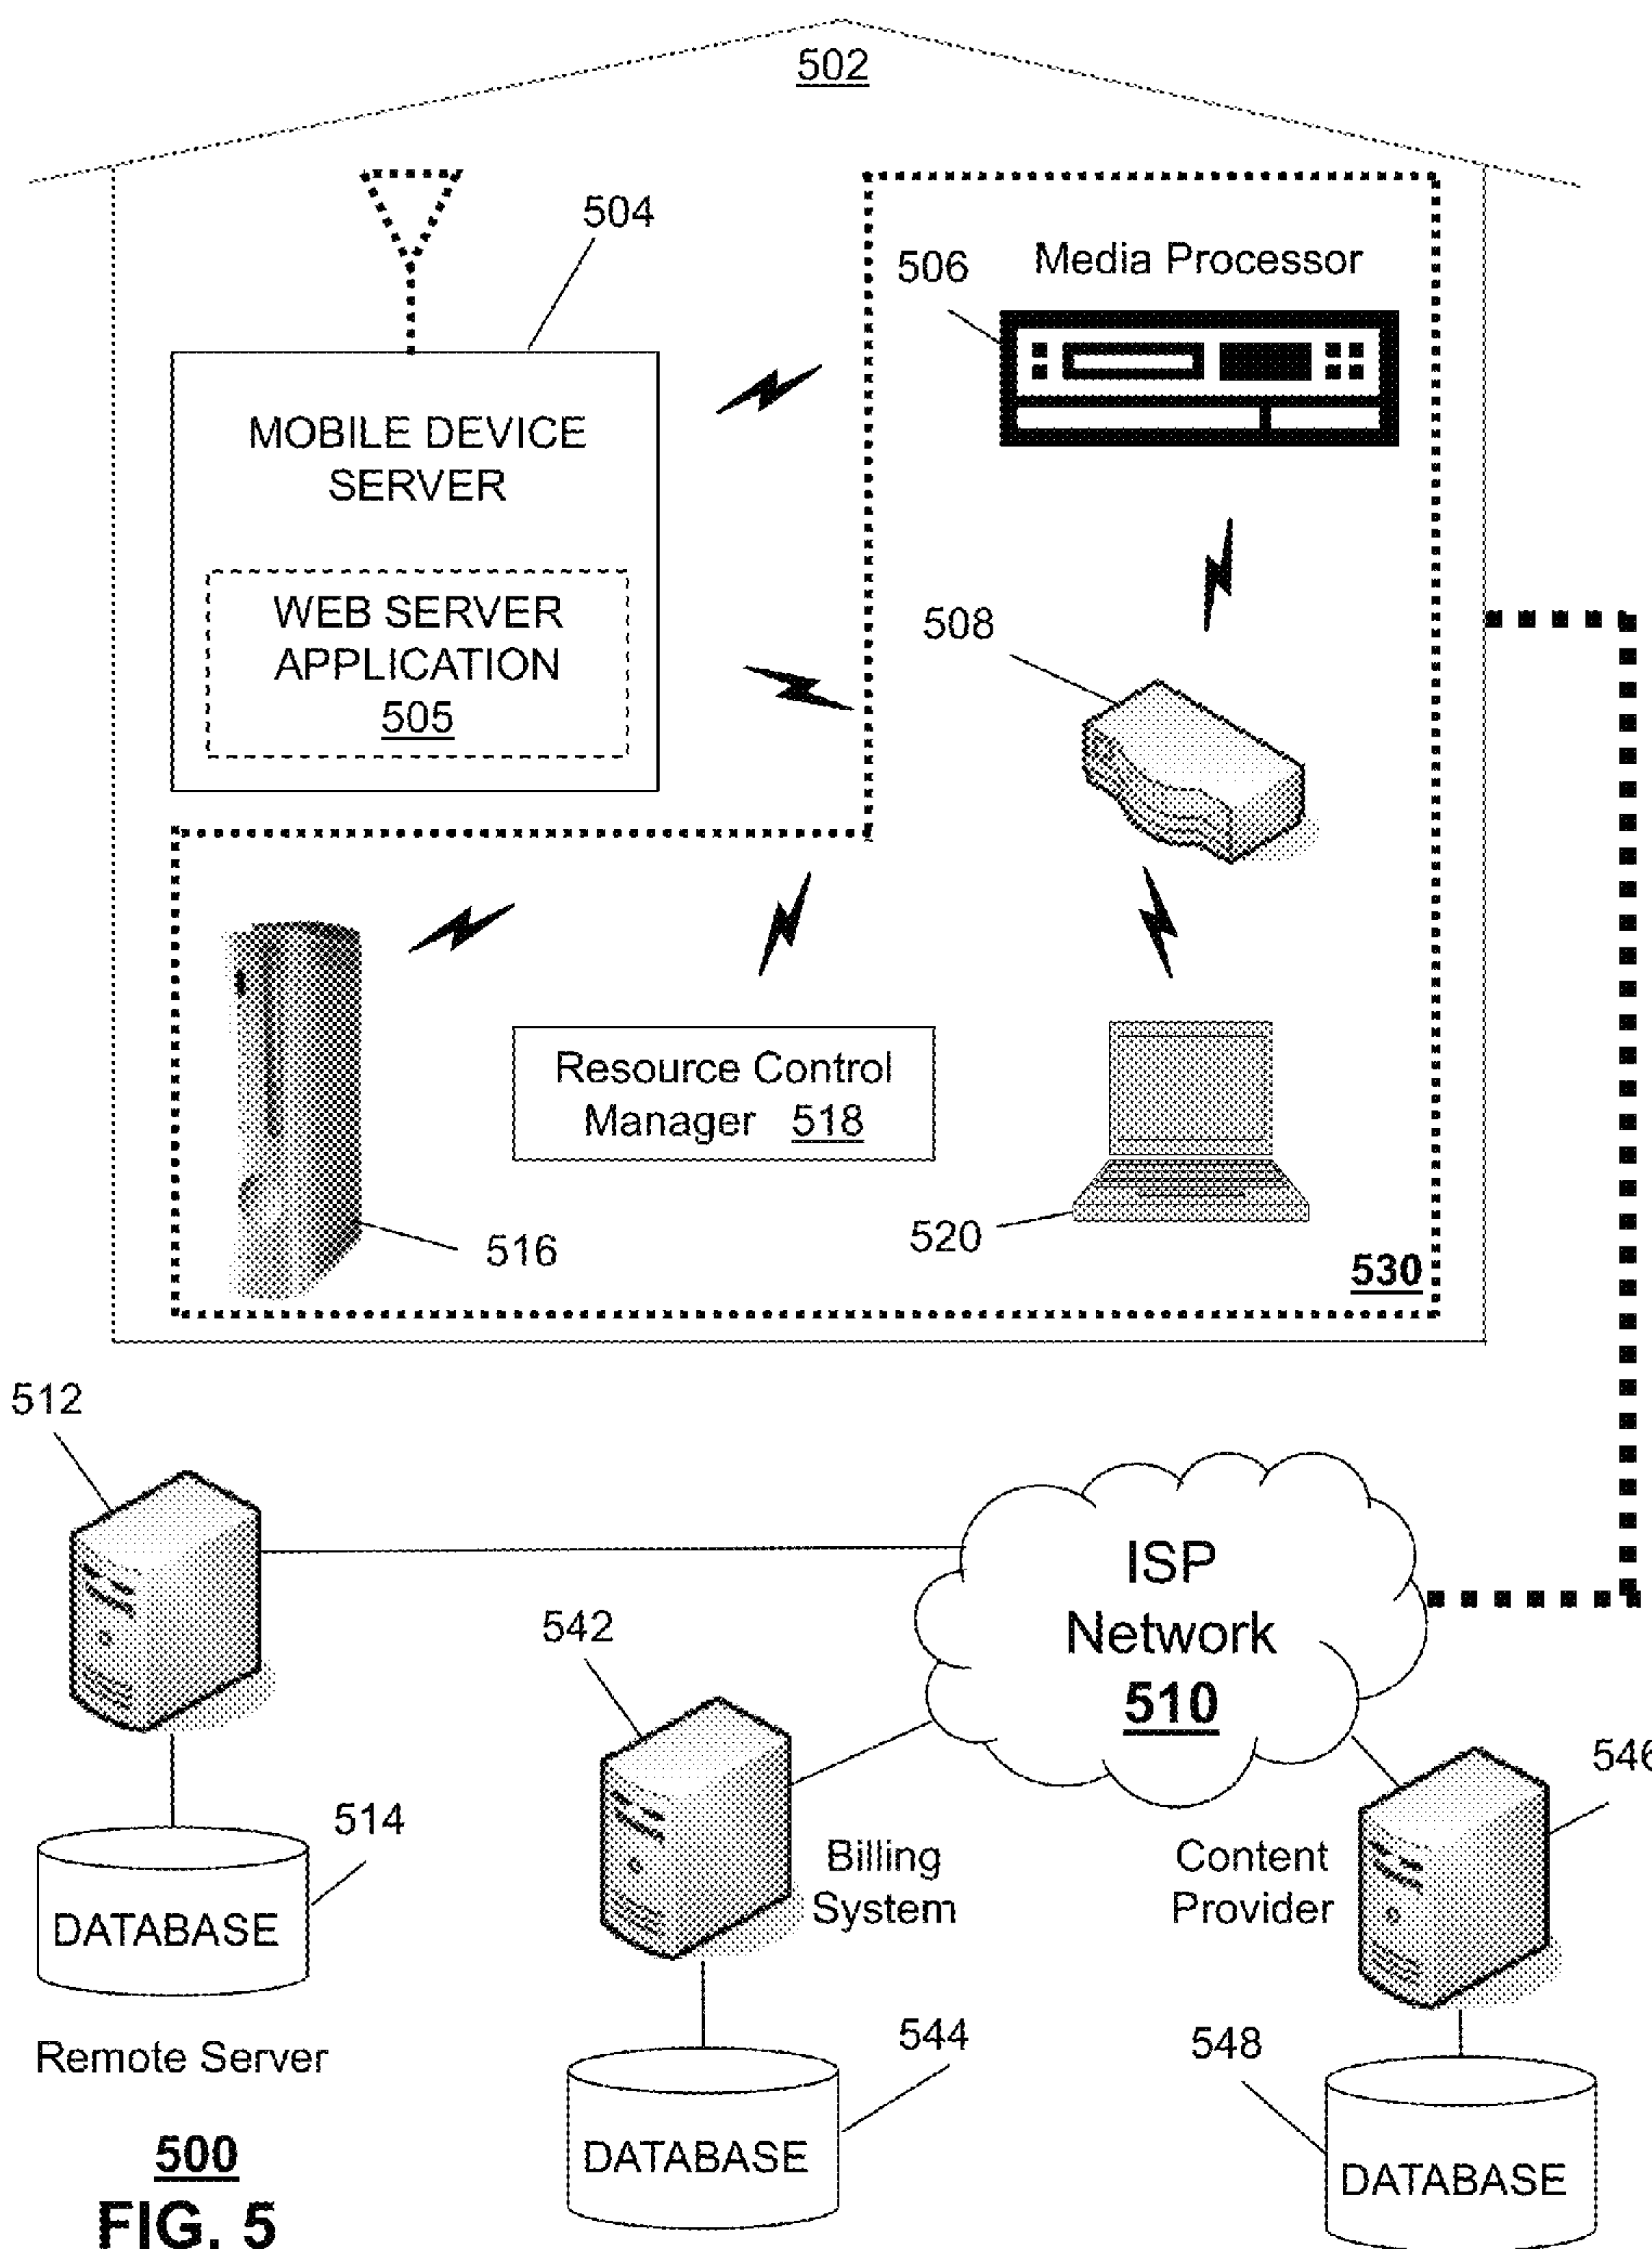 502
504
506
Media Processor
MOBILE DEVICE
SERVER
WEB SERVER
APPLICATION
505
508
Resource Control
Manager 518
516
520
530
512
ISP
Network
510
542
546
514
Billing
System
Content
Provider
DATABASE
Remote Server
544
548
DATABASE
DATABASE
500
FIG. 5